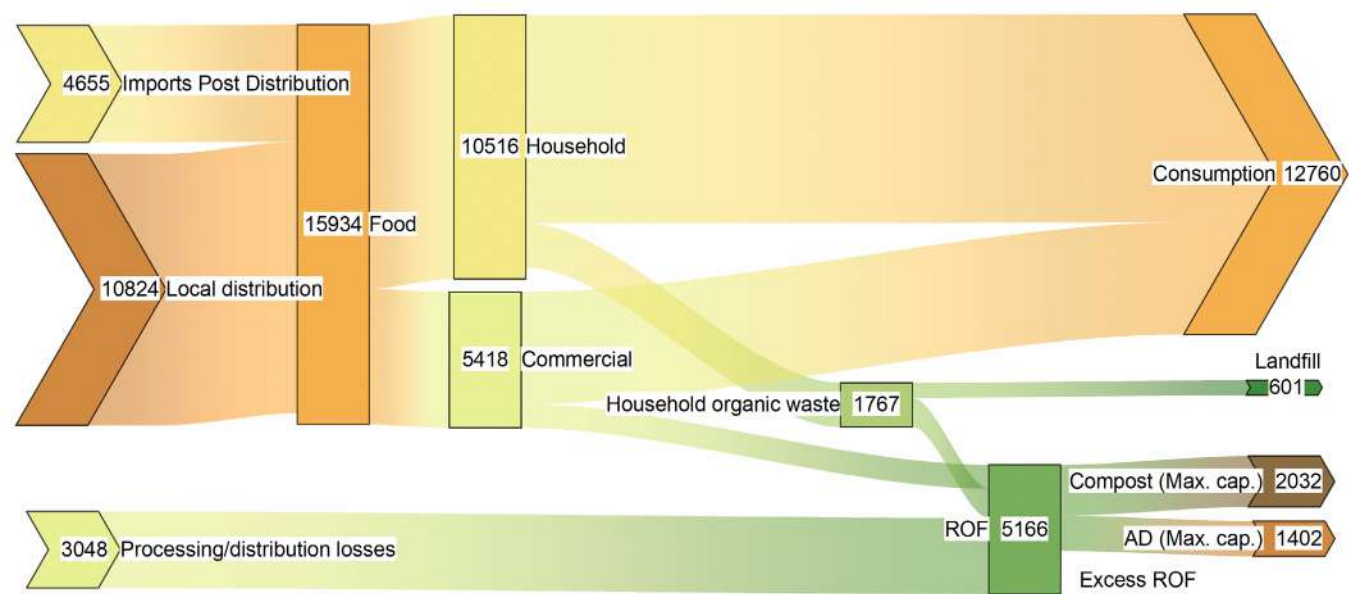 4655 Imports Post Distribution
10824 Local distribution
3048 Processing/distribution losses
15934 Food
10516 Household
5418 Commercial
Household organic waste 1767
ROF 5166
Consumption 12760
Landfill
601
Compost (Max. cap.) 2032
AD (Max. cap.) 1402
Excess ROF